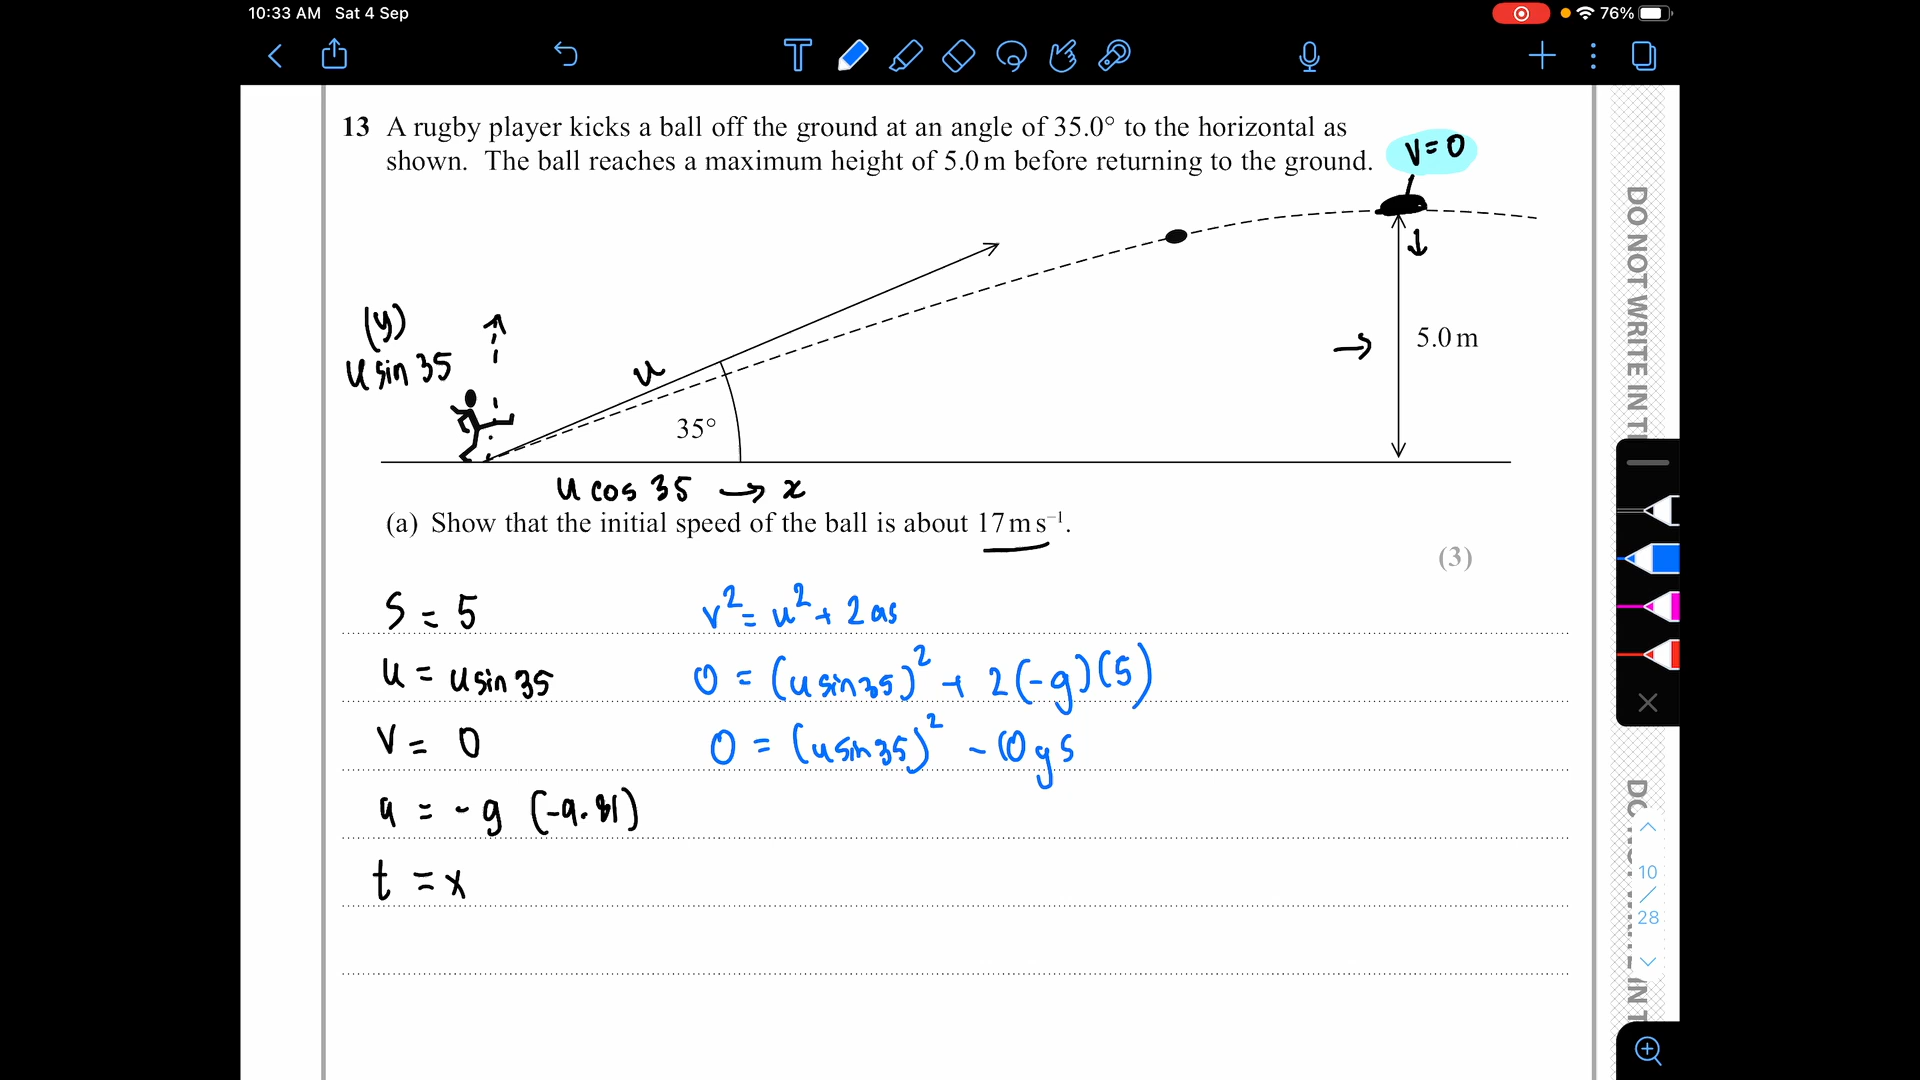 10:33 AM Sat 4 Sep
76%
13 A rugby player kicks a ball off the ground at an angle of 35.0° to the horizontal as
shown. The ball reaches a maximum height of 5.0 m before returning to the ground.
V=0
(y)
u sin 35
u
35°
5.0 m
u cos 35 → x
(a) Show that the initial speed of the ball is about 17 m s⁻¹.
(3)
S = 5
u = u sin 35
V = 0
a = -g (-9.81)
t = x
v² = u² + 2as
0 = (u sin 35)² + 2(-g)(5)
0 = (u sin 35)² - 10g5
DO NOT WRITE IN T
DO
IN T
10
/
28